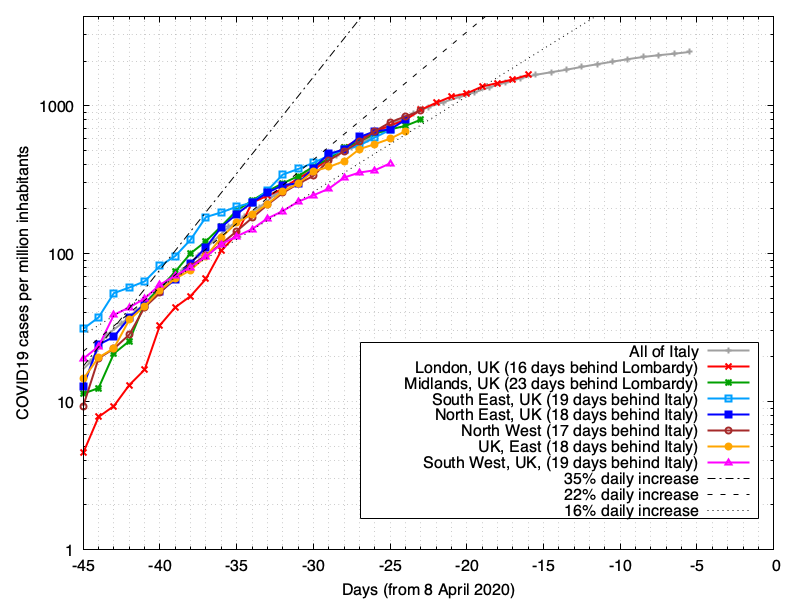 1000
100
10
1
COVID19 cases per million inhabitants
All of Italy
London, UK (16 days behind Lombardy)
Midlands, UK (23 days behind Lombardy)
South East, UK (19 days behind Italy)
North East, UK (18 days behind Italy)
North West (17 days behind Italy)
UK, East (18 days behind Italy)
South West, UK, (19 days behind Italy)
35% daily increase
22% daily increase
16% daily increase
-45 -40 -35 -30 -25 -20 -15 -10 -5 0
Days (from 8 April 2020)